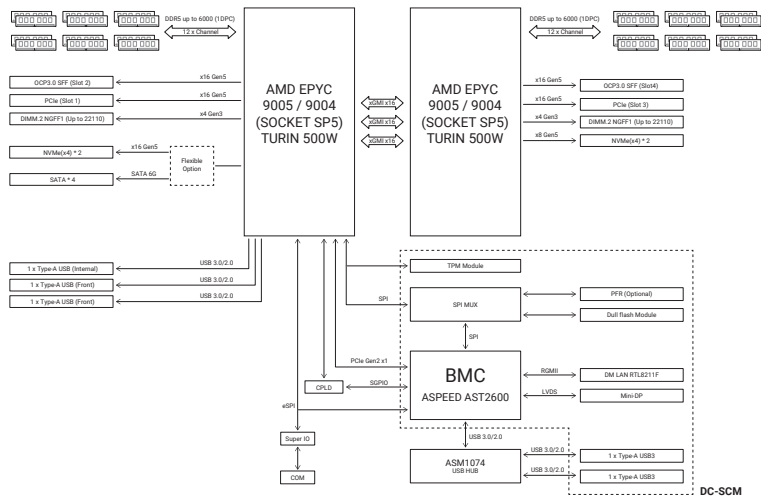 DDR5 up to 6000 (1DPC)
12 x Channel
DDR5 up to 6000 (1DPC)
12 x Channel
AMD EPYC
9005 / 9004
(SOCKET SP5)
TURIN 500W
AMD EPYC
9005 / 9004
(SOCKET SP5)
TURIN 500W
xGMI x16
xGMI x16
xGMI x16
OCP3.0 SFF (Slot 2)
x16 Gen5
PCIe (Slot 1)
x16 Gen5
DIMM.2 NGFF1 (Up to 22110)
x4 Gen3
NVMe(x4) * 2
x16 Gen5
Flexible
Option
SATA * 4
SATA 6G
x16 Gen5
OCP3.0 SFF (Slot4)
x16 Gen5
PCIe (Slot 3)
x4 Gen3
DIMM.2 NGFF1 (Up to 22110)
x8 Gen5
NVMe(x4) * 2
1 x Type-A USB (Internal)
USB 3.0/2.0
1 x Type-A USB (Front)
USB 3.0/2.0
1 x Type-A USB (Front)
USB 3.0/2.0
TPM Module
SPI
SPI MUX
PFR (Optional)
Dull flash Module
SPI
PCIe Gen2 x1
BMC
ASPEED AST2600
RGMII
DM LAN RTL8211F
LVDS
Mini-DP
CPLD
SGPIO
eSPI
Super IO
COM
USB 3.0/2.0
ASM1074
USB HUB
USB 3.0/2.0
1 x Type-A USB3
USB 3.0/2.0
1 x Type-A USB3
DC-SCM